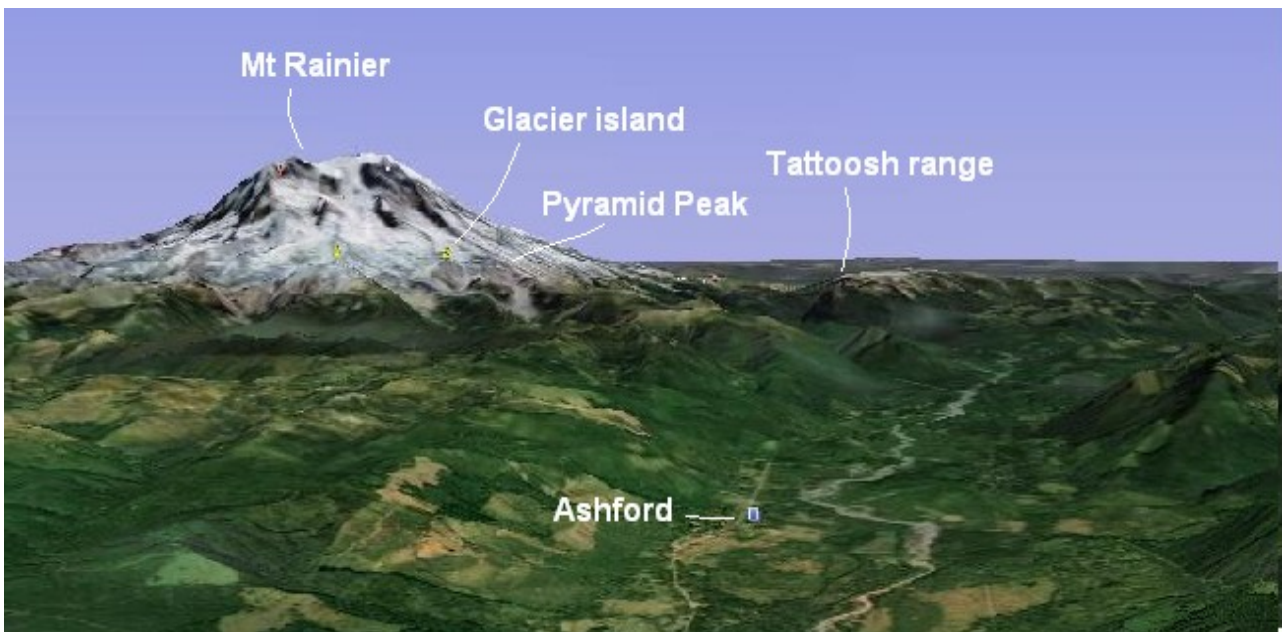 Mt Rainier
Glacier island
Tattoosh range
Pyramid Peak
Ashford